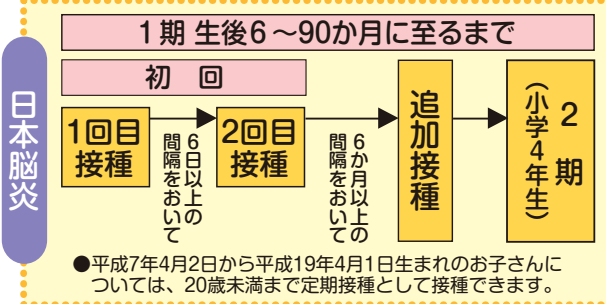 日本脳炎
1期 生後6～90か月に至るまで
初 回
1回目
接種
6日以上の
間隔をおいて
2回目
接種
6か月以上の
間隔をおいて
追加接種
2期
(小学4年生)
●平成7年4月2日から平成19年4月1日生まれのお子さんに
ついては、20歳未満まで定期接種として接種できます。